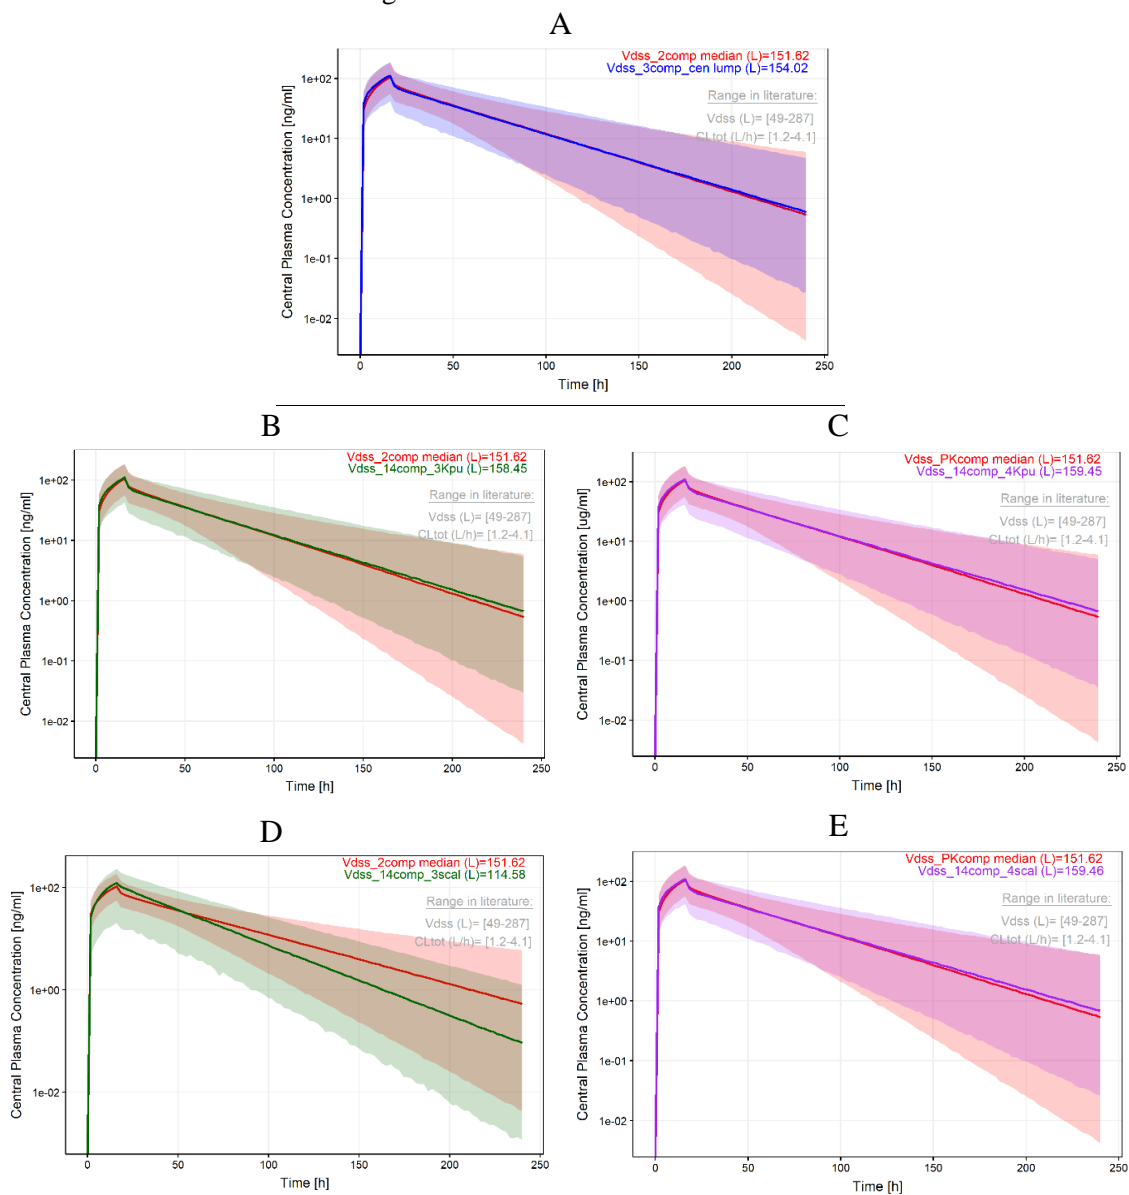 A
Vdss_2comp median (L)=151.62
Vdss_3comp_cen lump (L)=154.02
Range in literature:
Vdss (L)= [49-287]
CLtot (L/h)= [1.2-4.1]
Central Plasma Concentration [ng/ml]
1e+02
1e+01
1e+00
1e-01
1e-02
0 50 100 150 200 250
Time [h]
B
Vdss_2comp median (L)=151.62
Vdss_14comp_3Kpu (L)=158.45
Range in literature:
Vdss (L)= [49-287]
CLtot (L/h)= [1.2-4.1]
Central Plasma Concentration [ng/ml]
1e+02
1e+01
1e+00
1e-01
1e-02
0 50 100 150 200 250
Time [h]
C
Vdss_PKcomp median (L)=151.62
Vdss_14comp_4Kpu (L)=159.45
Range in literature:
Vdss (L)= [49-287]
CLtot (L/h)= [1.2-4.1]
Central Plasma Concentration [ug/ml]
1e+02
1e+01
1e+00
1e-01
1e-02
0 50 100 150 200 250
Time [h]
D
Vdss_2comp median (L)=151.62
Vdss_14comp_3scal (L)=114.58
Range in literature:
Vdss (L)= [49-287]
CLtot (L/h)= [1.2-4.1]
Central Plasma Concentration [ng/ml]
1e+02
1e+00
1e-02
0 50 100 150 200 250
Time [h]
E
Vdss_PKcomp median (L)=151.62
Vdss_14comp_4scal (L)=159.46
Range in literature:
Vdss (L)= [49-287]
CLtot (L/h)= [1.2-4.1]
Central Plasma Concentration [ng/ml]
1e+02
1e+01
1e+00
1e-01
1e-02
0 50 100 150 200 250
Time [h]